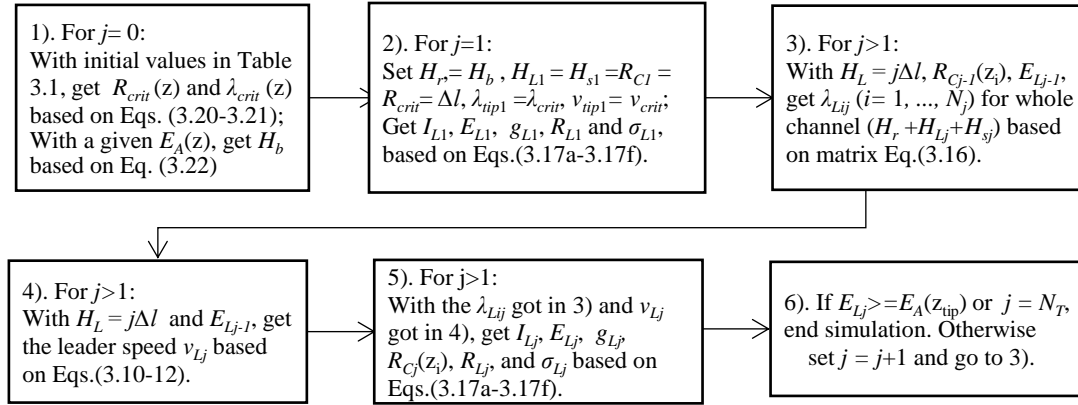 1). For j= 0:
With initial values in Table
3.1, get R_crit (z) and λ_crit (z)
based on Eqs. (3.20-3.21);
With a given E_A(z), get H_b
based on Eq. (3.22)
2). For j=1:
Set H_r,= H_b , H_L1 = H_s1 =R_C1 =
R_crit= Δl, λ_tip1 =λ_crit, v_tip1= v_crit;
Get I_L1, E_L1, g_L1, R_L1 and σ_L1,
based on Eqs.(3.17a-3.17f).
3). For j>1:
With H_L = jΔl, R_Cj-1(z_i), E_Lj-1,
get λ_Lij (i= 1, ..., N_j) for whole
channel (H_r +H_Lj+H_sj) based
on matrix Eq.(3.16).
4). For j>1:
With H_L = jΔl and E_Lj-1, get
the leader speed v_Lj based
on Eqs.(3.10-12).
5). For j>1:
With the λ_Lij got in 3) and v_Lj
got in 4), get I_Lj, E_Lj, g_Lj,
R_Cj(z_i), R_Lj, and σ_Lj based on
Eqs.(3.17a-3.17f).
6). If E_Lj>=E_A(z_tip) or j = N_T,
end simulation. Otherwise
set j = j+1 and go to 3).